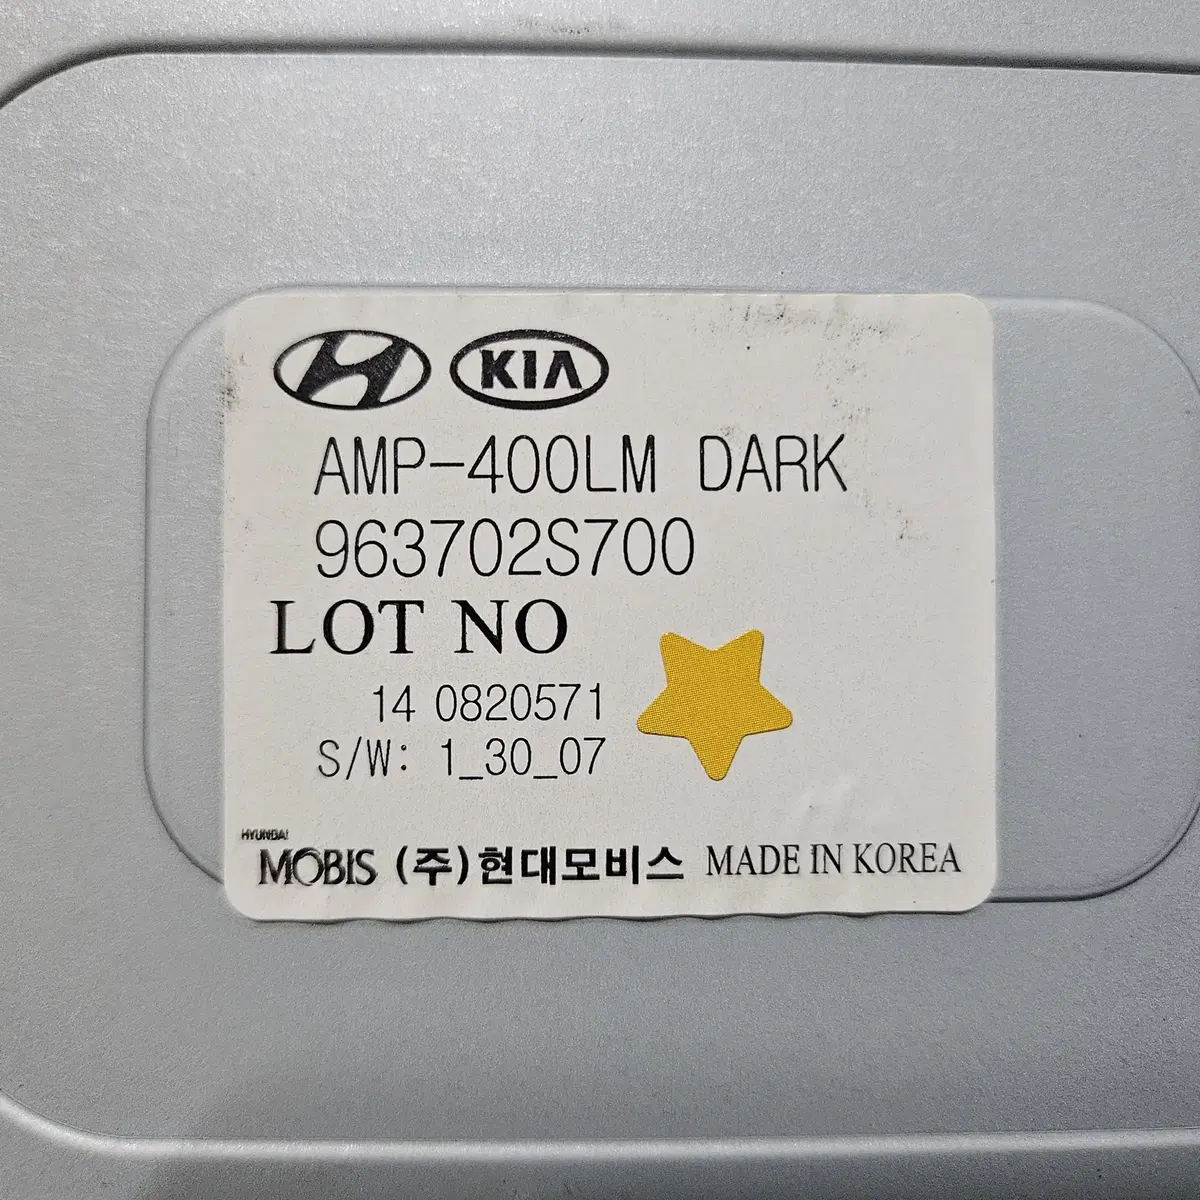 KIA
AMP-400LM DARK
963702S700
LOT NO
14 0820571
S/W: 1_30_07
HYUNDAI
MOBIS (주)현대모비스 MADE IN KOREA